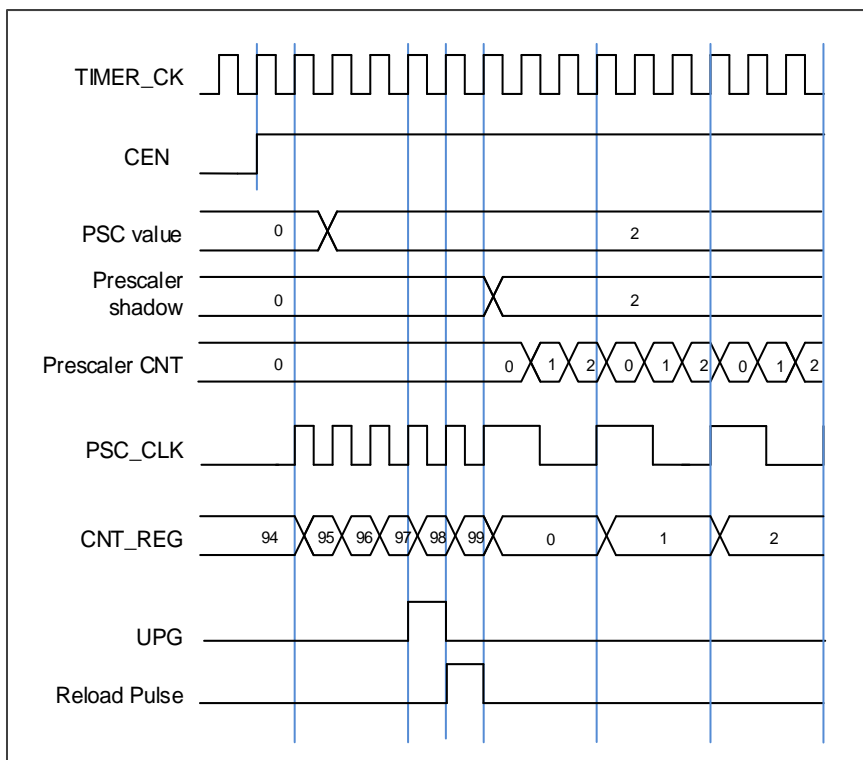 TIMER_CK
CEN
PSC value 0 2
Prescaler
shadow 0 2
Prescaler CNT 0 0 1 2 0 1 2 0 1 2
PSC_CLK
CNT_REG 94 95 96 97 98 99 0 1 2
UPG
Reload Pulse